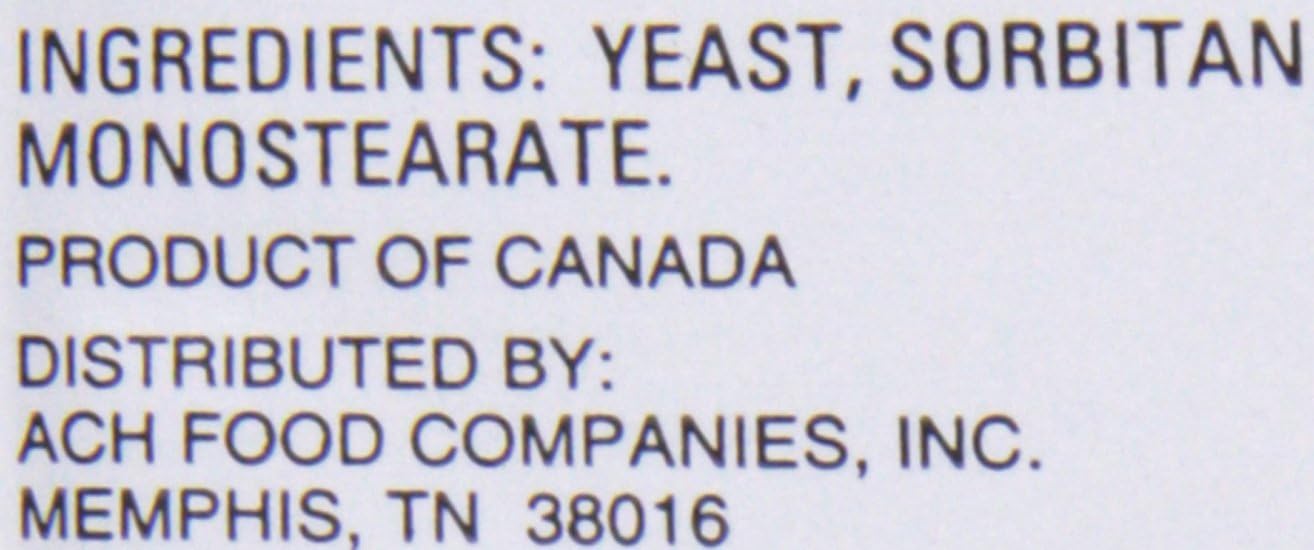 INGREDIENTS: YEAST, SORBITAN
MONOSTEARATE.
PRODUCT OF CANADA
DISTRIBUTED BY:
ACH FOOD COMPANIES, INC.
MEMPHIS, TN 38016